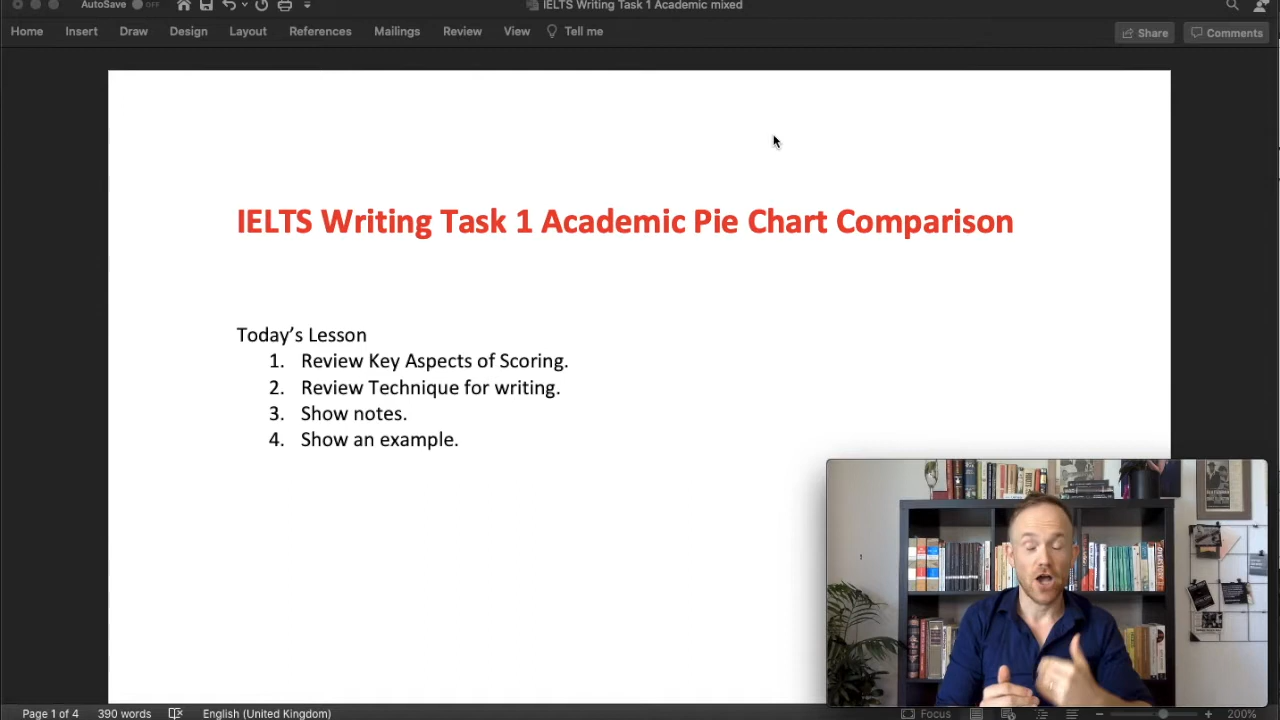 AutoSave OFF
IELTS Writing Task 1 Academic mixed
Home Insert Draw Design Layout References Mailings Review View Tell me
Share Comments
IELTS Writing Task 1 Academic Pie Chart Comparison
Today’s Lesson
1. Review Key Aspects of Scoring.
2. Review Technique for writing.
3. Show notes.
4. Show an example.
Page 1 of 4 390 words English (United Kingdom) Focus 200%